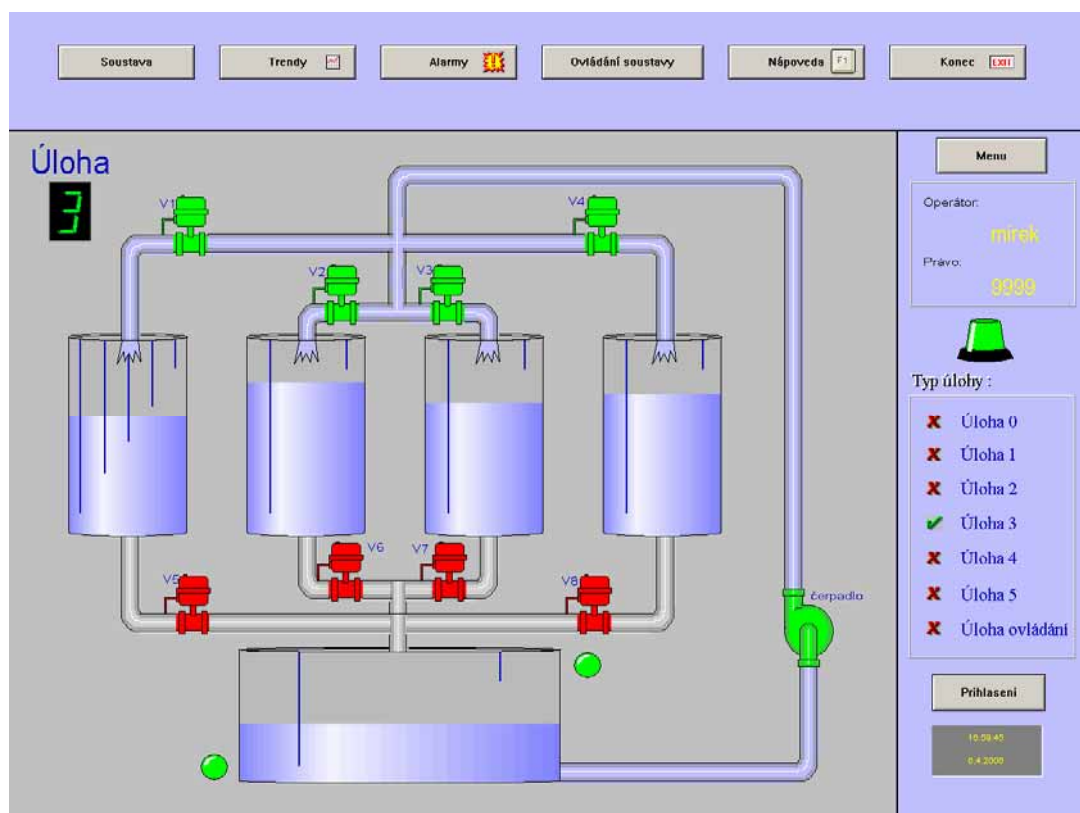 Soustava
Trendy
Alarmy
Ovládání soustavy
Nápoveda F1
Konec EXIT
Úloha
3
V1
V4
V2
V3
V6
V7
V5
V8
čerpadlo
Menu
Operátor:
mirek
Právo:
9999
Typ úlohy :
Úloha 0
Úloha 1
Úloha 2
Úloha 3
Úloha 4
Úloha 5
Úloha ovládání
Prihlaseni